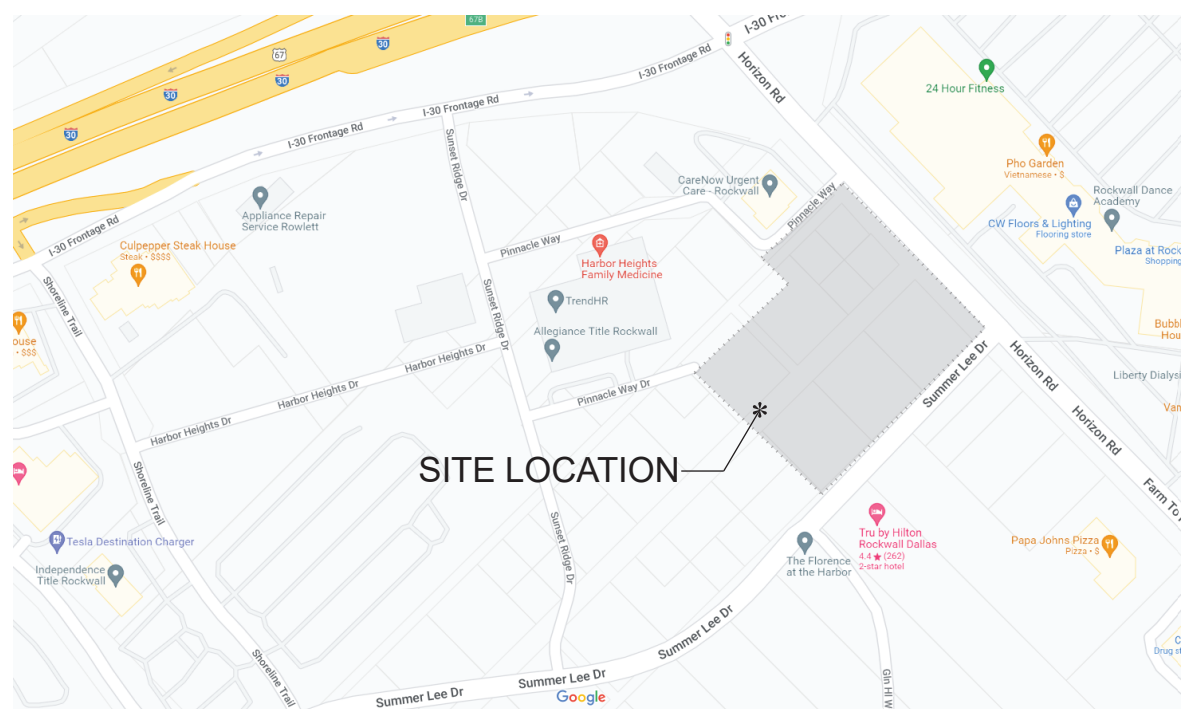 67B
I-30 Fro
67
30
30
30
30
I-30 Frontage Rd
Horizon Rd
24 Hour Fitness
I-30 Frontage Rd
I-30 Frontage Rd
Sunset Ridge Dr
Pho Garden
Vietnamese • $
CareNow Urgent
Care - Rockwall
Pinnacle Way
Rockwall Dance
Academy
Appliance Repair
Service Rowlett
CW Floors & Lighting
Flooring store
I-30 Frontage Rd
Culpepper Steak House
Steak • $$$$
Pinnacle Way
Harbor Heights
Family Medicine
Plaza at Rock
Shopping
Shoreline Trail
Sunset Ridge Dr
TrendHR
Allegiance Title Rockwall
Bubbl
Hou
ouse
• $$$
Harbor Heights Dr
Harbor Heights Dr
Harbor Heights Dr
Pinnacle Way Dr
Summer Lee Dr
Horizon Rd
Liberty Dialysi
Horizon Rd
Van
*
SITE LOCATION
Shoreline Trail
Farm To
Sunset Ridge Dr
Tru by Hilton
Rockwall Dallas
4.4 ★ (262)
2-star hotel
The Florence
at the Harbor
Papa Johns Pizza
Pizza • $
Tesla Destination Charger
Independence
Title Rockwall
Summer Lee Dr
Shoreline Trail
C
Drug st
Gln Hl W
Summer Lee Dr
Summer Lee Dr
Google